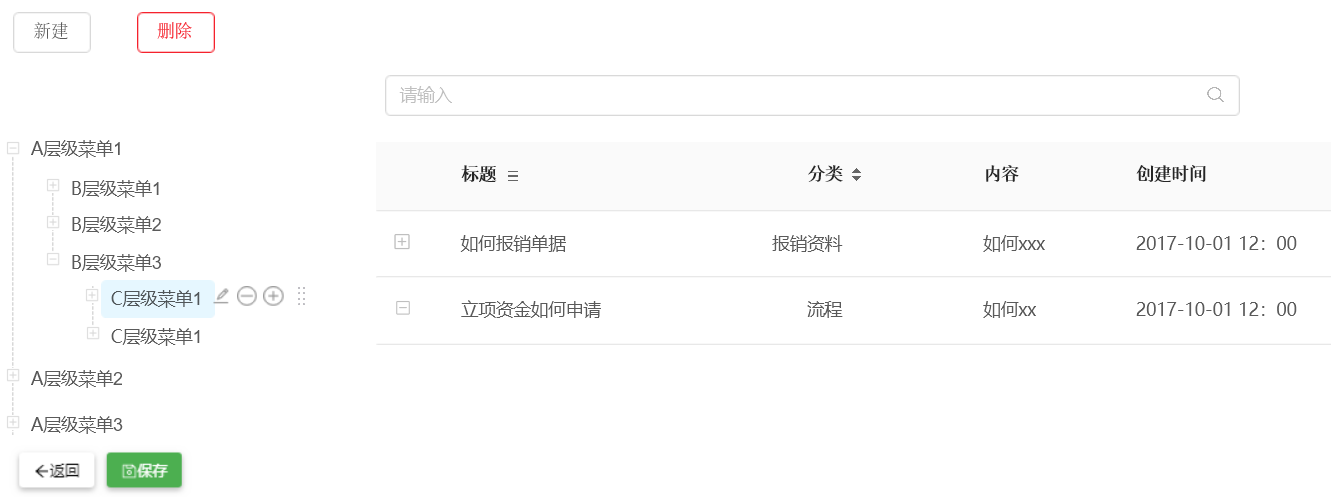 新建 删除
请输入
A层级菜单1
B层级菜单1
B层级菜单2
B层级菜单3
C层级菜单1
C层级菜单1
A层级菜单2
A层级菜单3
返回 保存
标题 分类 内容 创建时间
如何报销单据 报销资料 如何xxx 2017-10-01 12：00
立项资金如何申请 流程 如何xx 2017-10-01 12：00